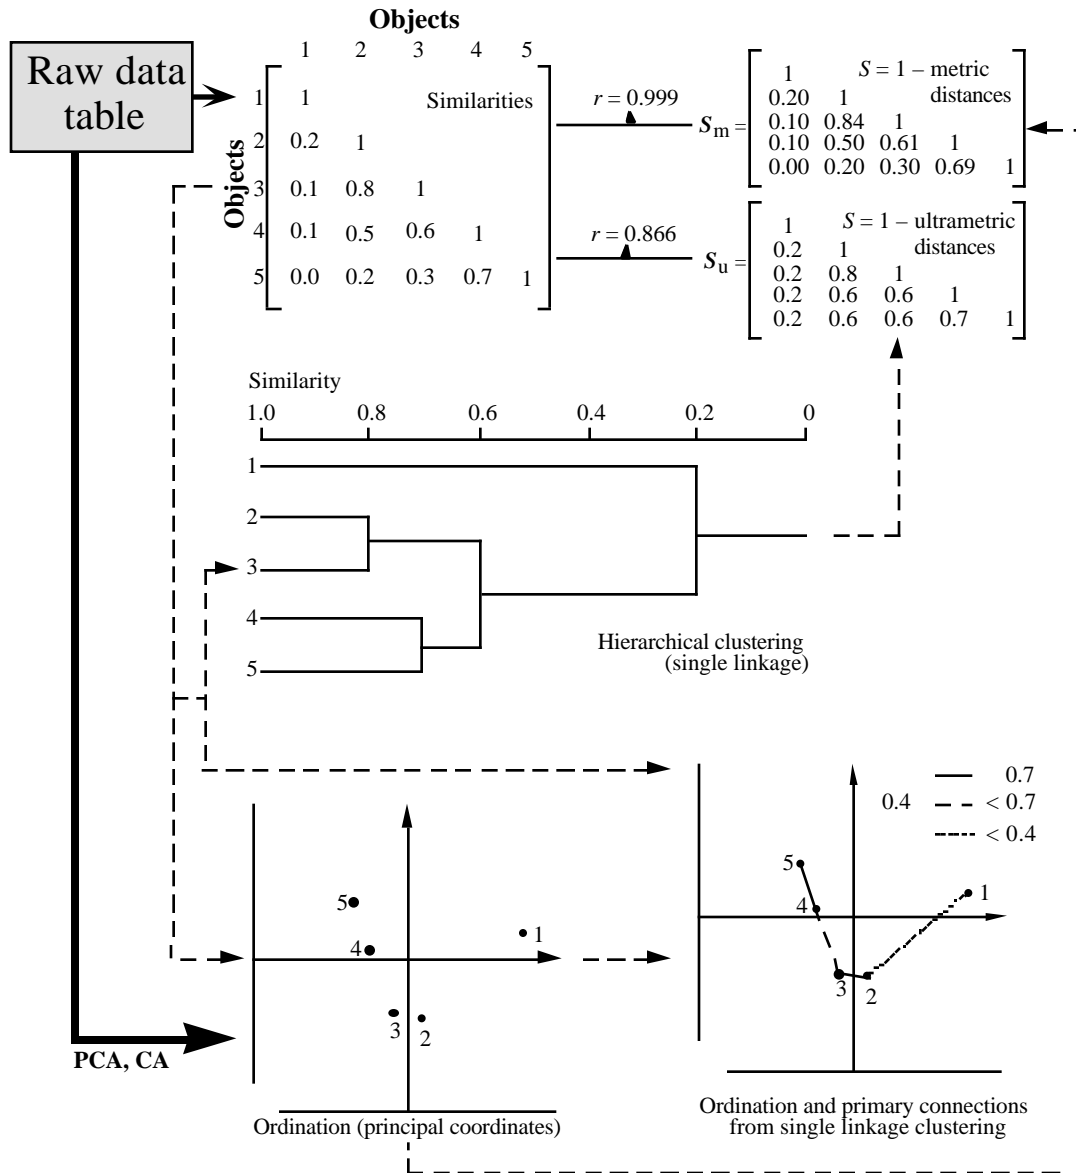 Objects
Raw data
table
1 2 3 4 5
Objects
1 1 Similarities
2 0.2 1
3 0.1 0.8 1
4 0.1 0.5 0.6 1
5 0.0 0.2 0.3 0.7 1
r = 0.999
Sm =
1 S = 1 – metric
0.20 1 distances
0.10 0.84 1
0.10 0.50 0.61 1
0.00 0.20 0.30 0.69 1
r = 0.866
Su =
1 S = 1 – ultrametric
0.2 1 distances
0.2 0.8 1
0.2 0.6 0.6 1
0.2 0.6 0.6 0.7 1
Similarity
1.0 0.8 0.6 0.4 0.2 0
1
2
3
4
5
Hierarchical clustering
(single linkage)
0.7
0.4 < 0.7
< 0.4
5
4
1
3 2
5
4
1
3 2
PCA, CA
Ordination (principal coordinates)
Ordination and primary connections
from single linkage clustering